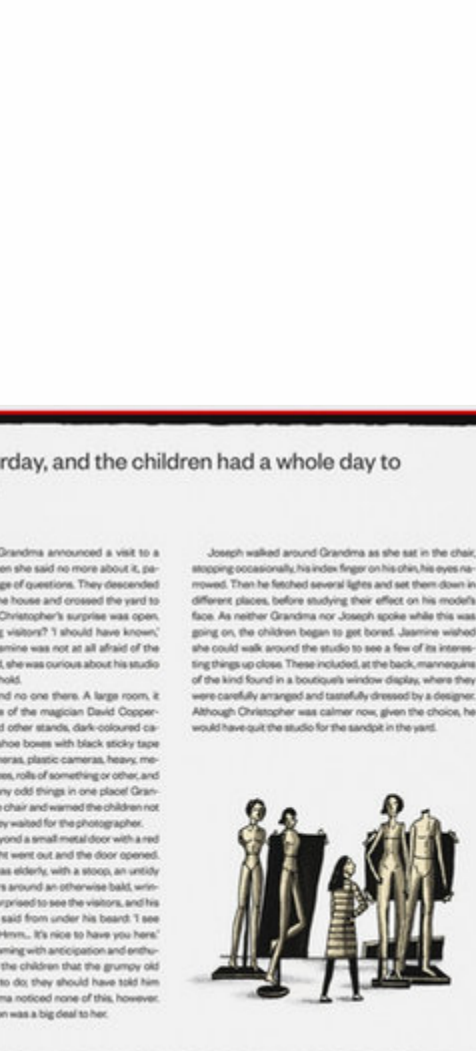 rday, and the children had a whole day to
Grandma announced a visit to a
en she said no more about it, pa-
ge of questions. They descended
ne house and crossed the yard to
Christopher's surprise was open.
g visitors? 'I should have known,'
smine was not at all afraid of the
l, she was curious about his studio
hold.
nd no one there. A large room, it
e of the magician David Copper-
d other stands, dark-coloured ca-
shoe boxes with black sticky tape
neras, plastic cameras, heavy, me-
es, rolls of something or other, and
ny odd things in one place! Gran-
e chair and warned the children not
ey waited for the photographer.
yond a small metal door with a red
ht went out and the door opened.
as elderly, with a stoop, an untidy
rs around an otherwise bald, wrin-
rprised to see the visitors, and his
said from under his beard: 'I see
Hmm... It's nice to have you here.'
oming with anticipation and enthu-
the children that the grumpy old
to do; they should have told him
ma noticed none of this, however.
on was a big deal to her.
Joseph walked around Grandma as she sat in the chair,
stopping occasionally, his index finger on his chin, his eyes na-
rrowed. Then he fetched several lights and set them down in
different places, before studying their effect on his model's
face. As neither Grandma nor Joseph spoke while this was
going on, the children began to get bored. Jasmine wished
she could walk around the studio to see a few of its interes-
ting things up close. These included, at the back, mannequins
of the kind found in a boutique's window display, where they
were carefully arranged and tastefully dressed by a designer.
Although Christopher was calmer now, given the choice, he
would have quit the studio for the sandpit in the yard.